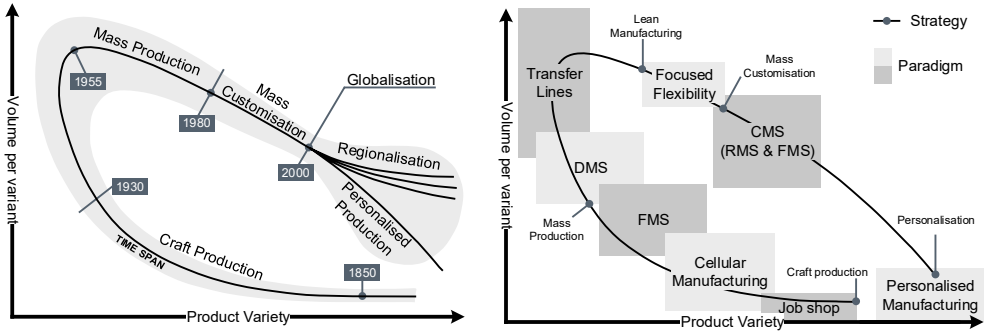 Volume per variant
Mass Production
1955
1980
Mass
Customisation
2000
Globalisation
Regionalisation
Personalised
Production
1930
TIME SPAN
Craft Production
1850
Product Variety
Strategy
Paradigm
Volume per variant
Transfer
Lines
Lean
Manufacturing
Focused
Flexibility
Mass
Customisation
CMS
(RMS & FMS)
DMS
Mass
Production
FMS
Cellular
Manufacturing
Craft production
Job shop
Personalisation
Personalised
Manufacturing
Product Variety